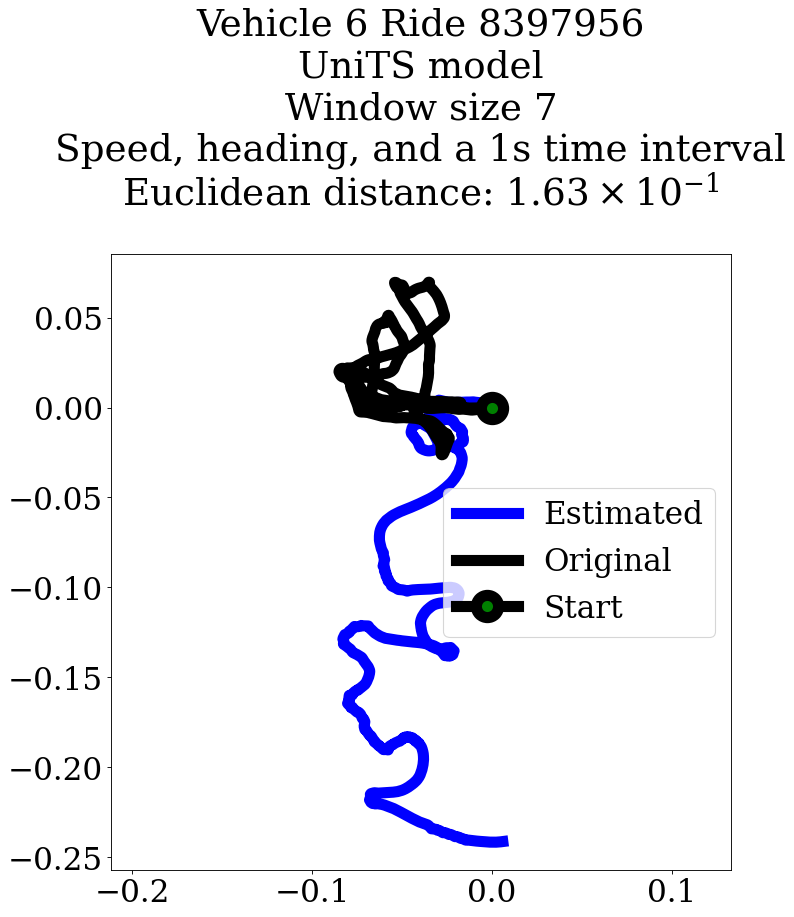 Vehicle 6 Ride 8397956
UniTS model
Window size 7
Speed, heading, and a 1s time interval
Euclidean distance: 1.63 × 10⁻¹
0.05
0.00
−0.05
−0.10
−0.15
−0.20
−0.25
Estimated
Original
Start
−0.2
−0.1
0.0
0.1